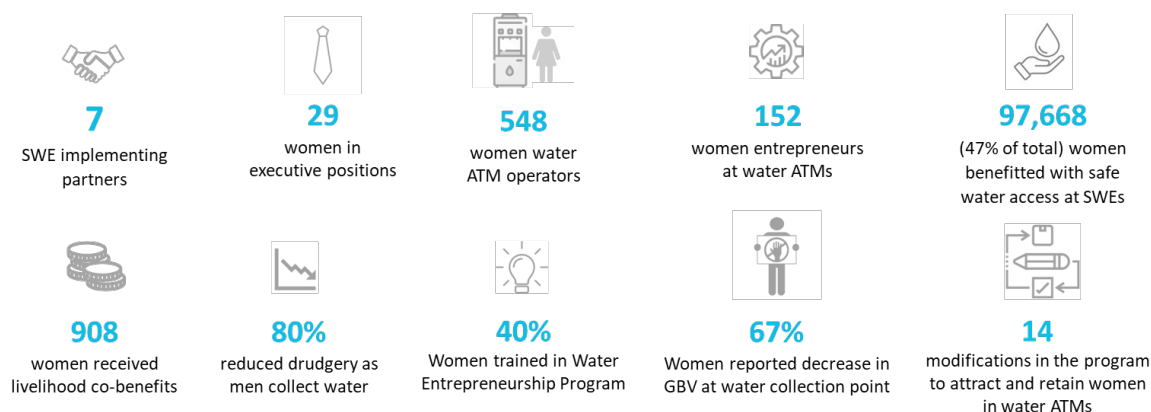 7
SWE implementing
partners
29
women in
executive positions
548
women water
ATM operators
152
women entrepreneurs
at water ATMs
97,668
(47% of total) women
benefitted with safe
water access at SWEs
908
women received
livelihood co-benefits
80%
reduced drudgery as
men collect water
40%
Women trained in Water
Entrepreneurship Program
67%
Women reported decrease in
GBV at water collection point
14
modifications in the program
to attract and retain women
in water ATMs